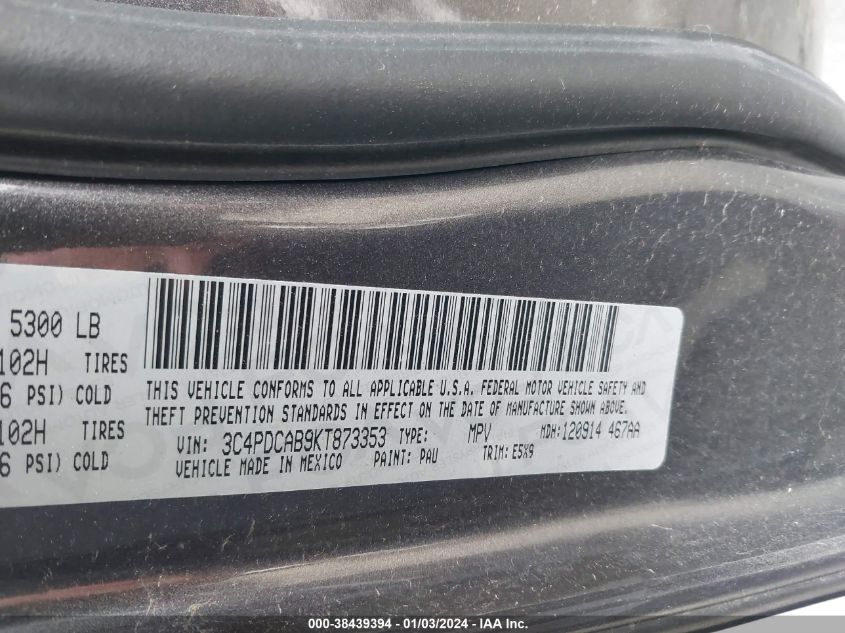 5300 LB
102H TIRES
6 PSI) COLD
102H TIRES
6 PSI) COLD
THIS VEHICLE CONFORMS TO ALL APPLICABLE U.S.A. FEDERAL MOTOR VEHICLE SAFETY AND
THEFT PREVENTION STANDARDS IN EFFECT ON THE DATE OF MANUFACTURE SHOWN ABOVE.
VIN: 3C4PDCAB9KT873353 TYPE: MPV MDH:120914 467AA
VEHICLE MADE IN MEXICO PAINT: PAU TRIM: E5X9
000-38439394 - 01/03/2024 - IAA Inc.